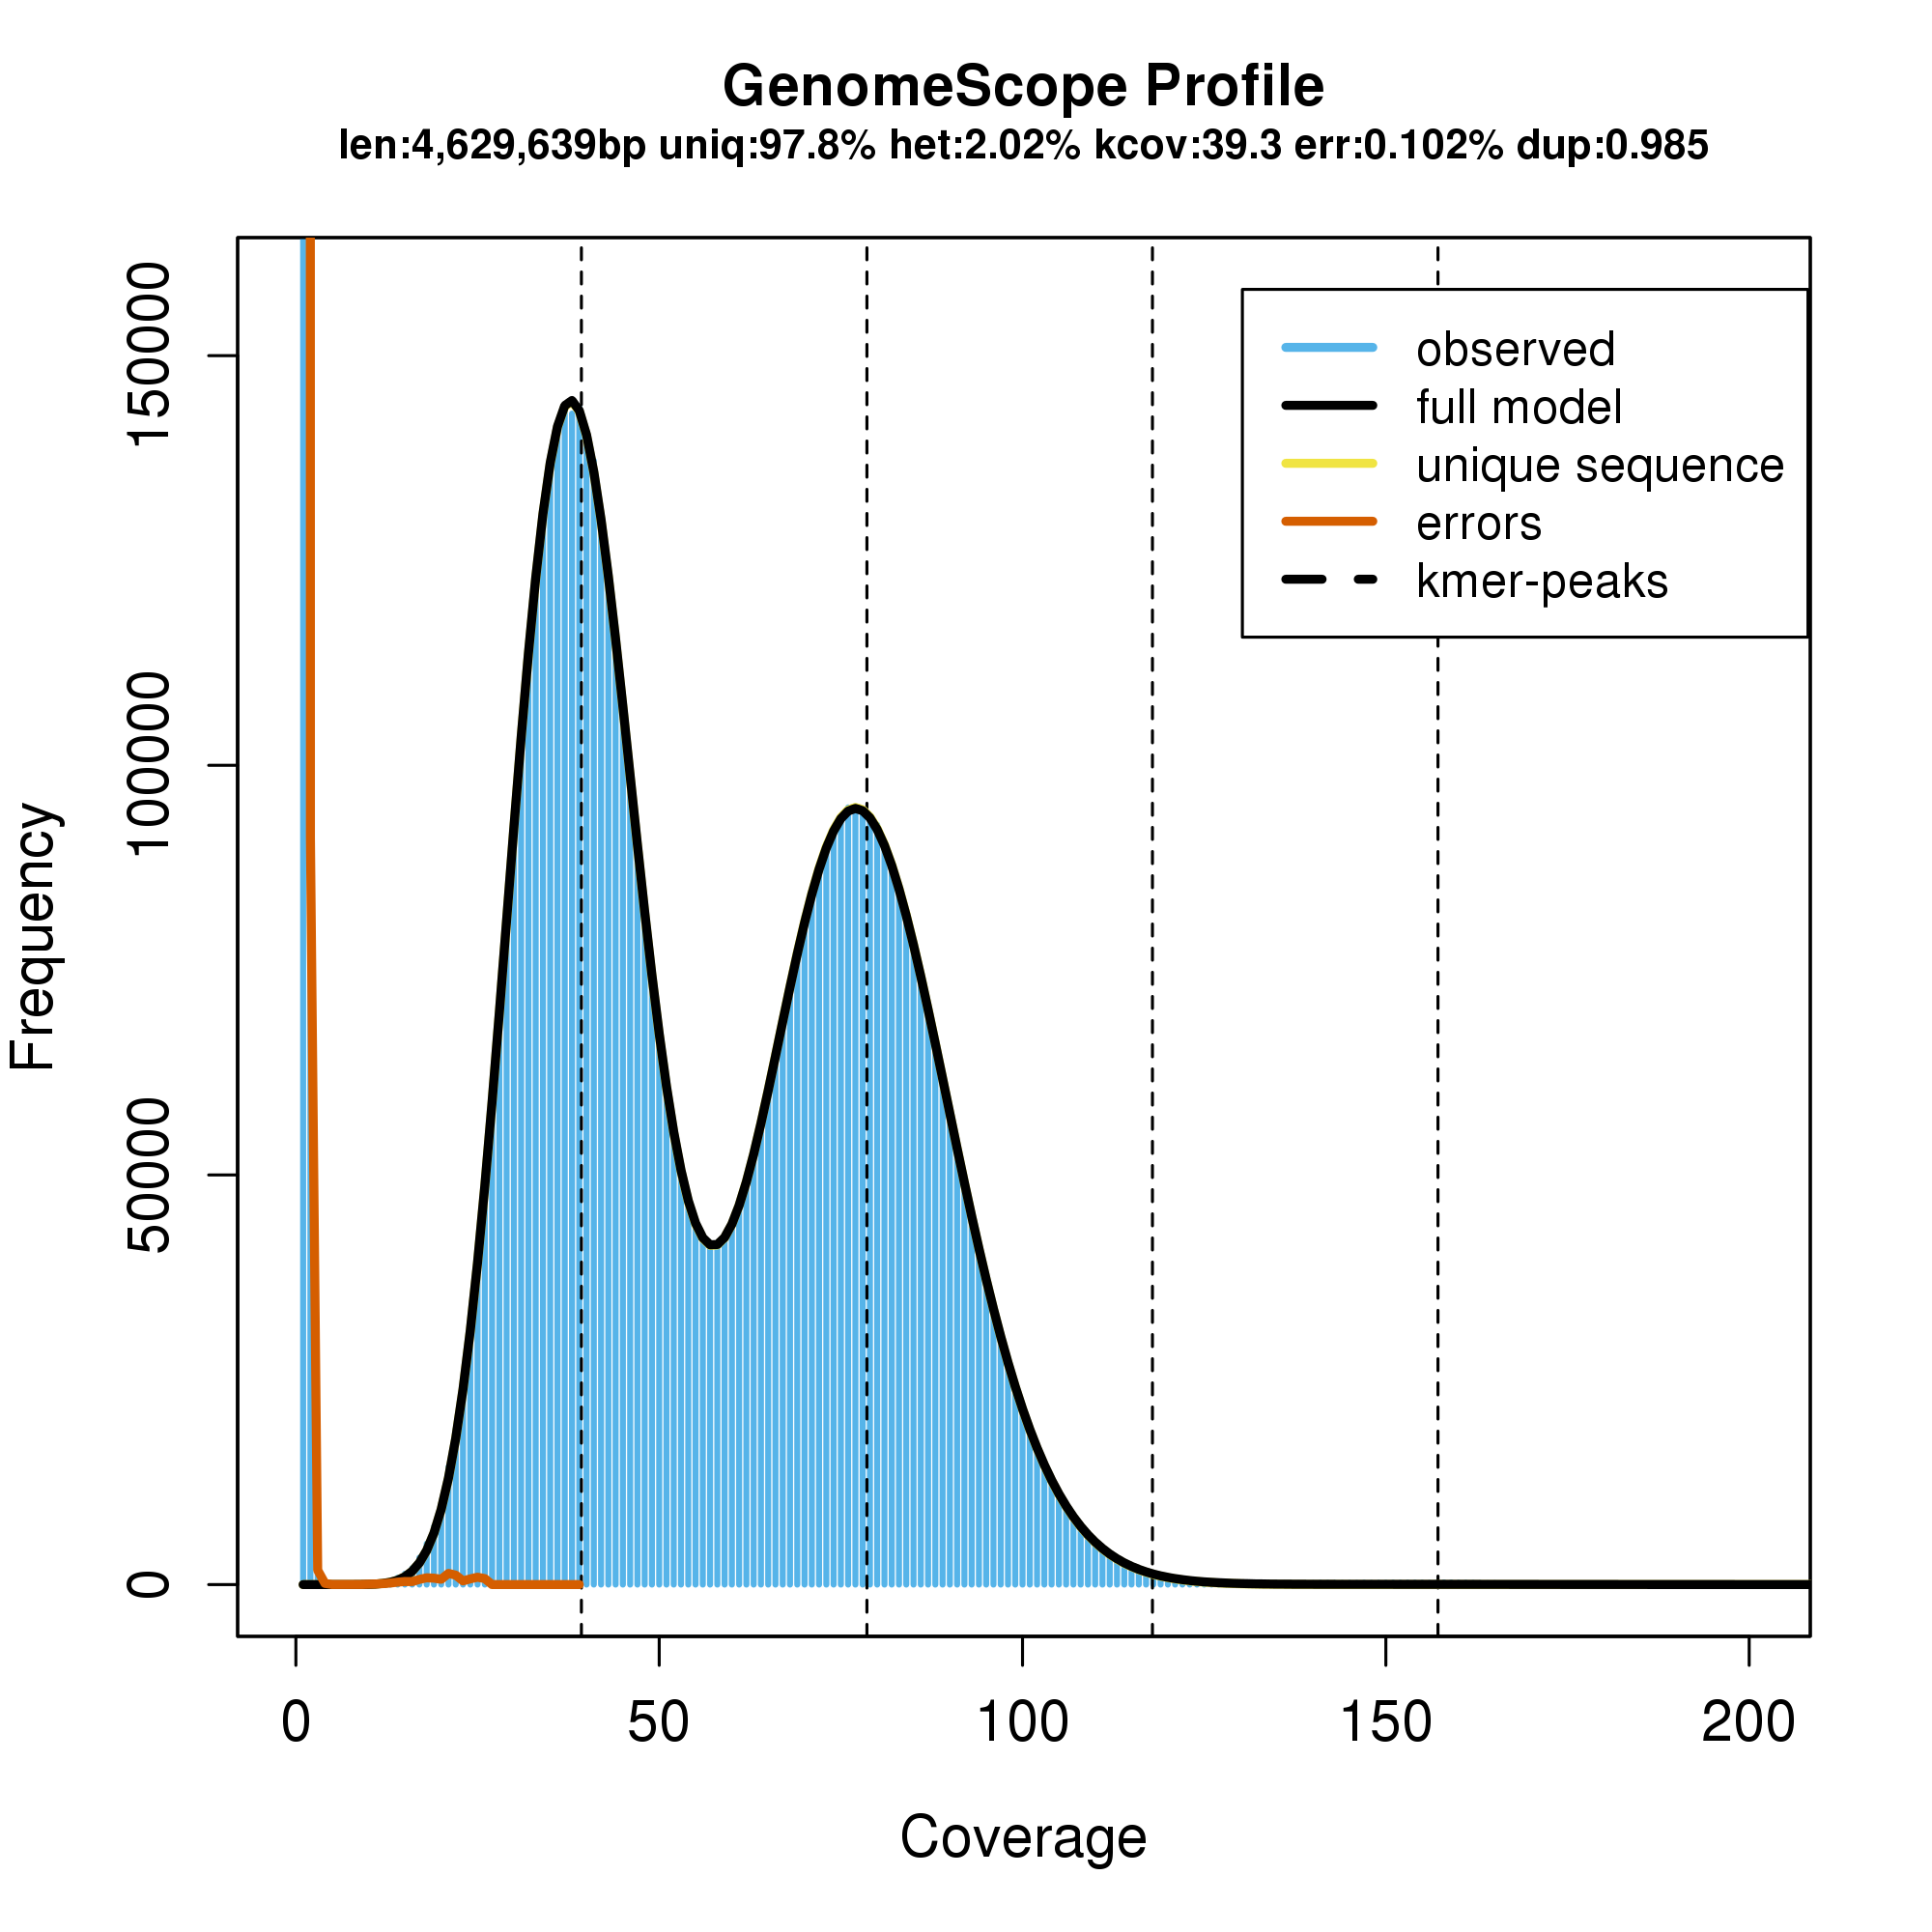 GenomeScope Profile
len:4,629,639bp uniq:97.8% het:2.02% kcov:39.3 err:0.102% dup:0.985
observed
full model
unique sequence
errors
kmer-peaks
Frequency
150000
100000
50000
0
0 50 100 150 200
Coverage